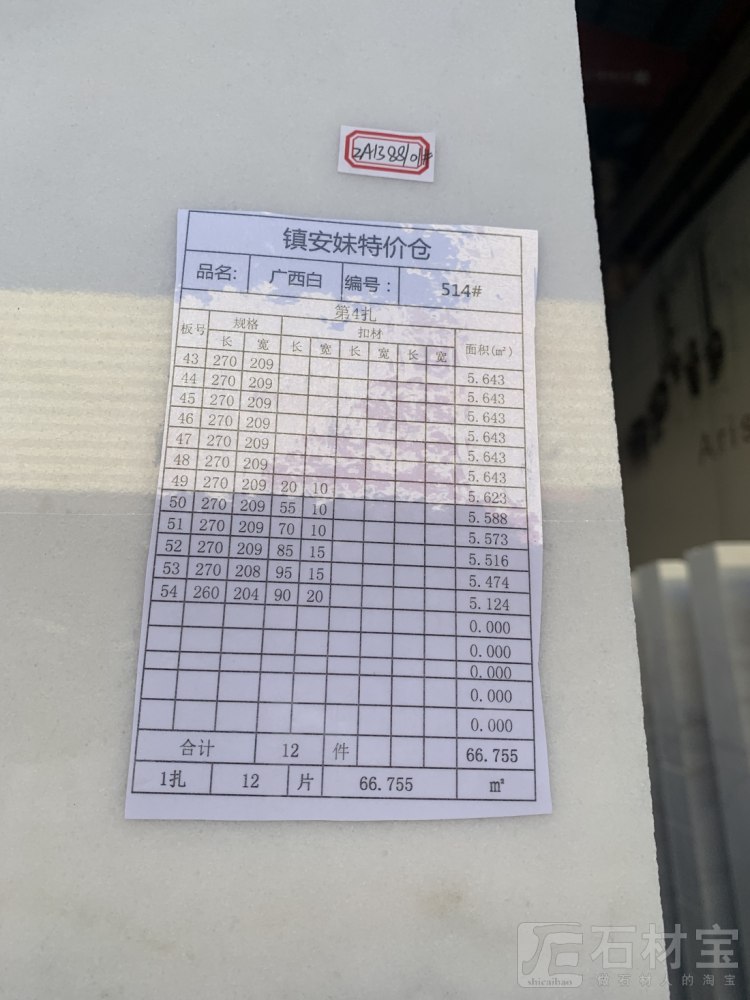 ZA1388/01#
镇安妹特价仓
品名: 广西白 编号: 514#
第4扎
板号 规格 扣材 面积(m²)
长 宽 长 宽 长 宽 长 宽
43 270 209 5.643
44 270 209 5.643
45 270 209 5.643
46 270 209 5.643
47 270 209 5.643
48 270 209 5.643
49 270 209 20 10 5.623
50 270 209 55 10 5.588
51 270 209 70 10 5.573
52 270 209 85 15 5.516
53 270 208 95 15 5.474
54 260 204 90 20 5.124
0.000
0.000
0.000
0.000
0.000
合计 12 件 66.755
1扎 12 片 66.755 m²
石材宝
shicaibao 石材人的淘宝